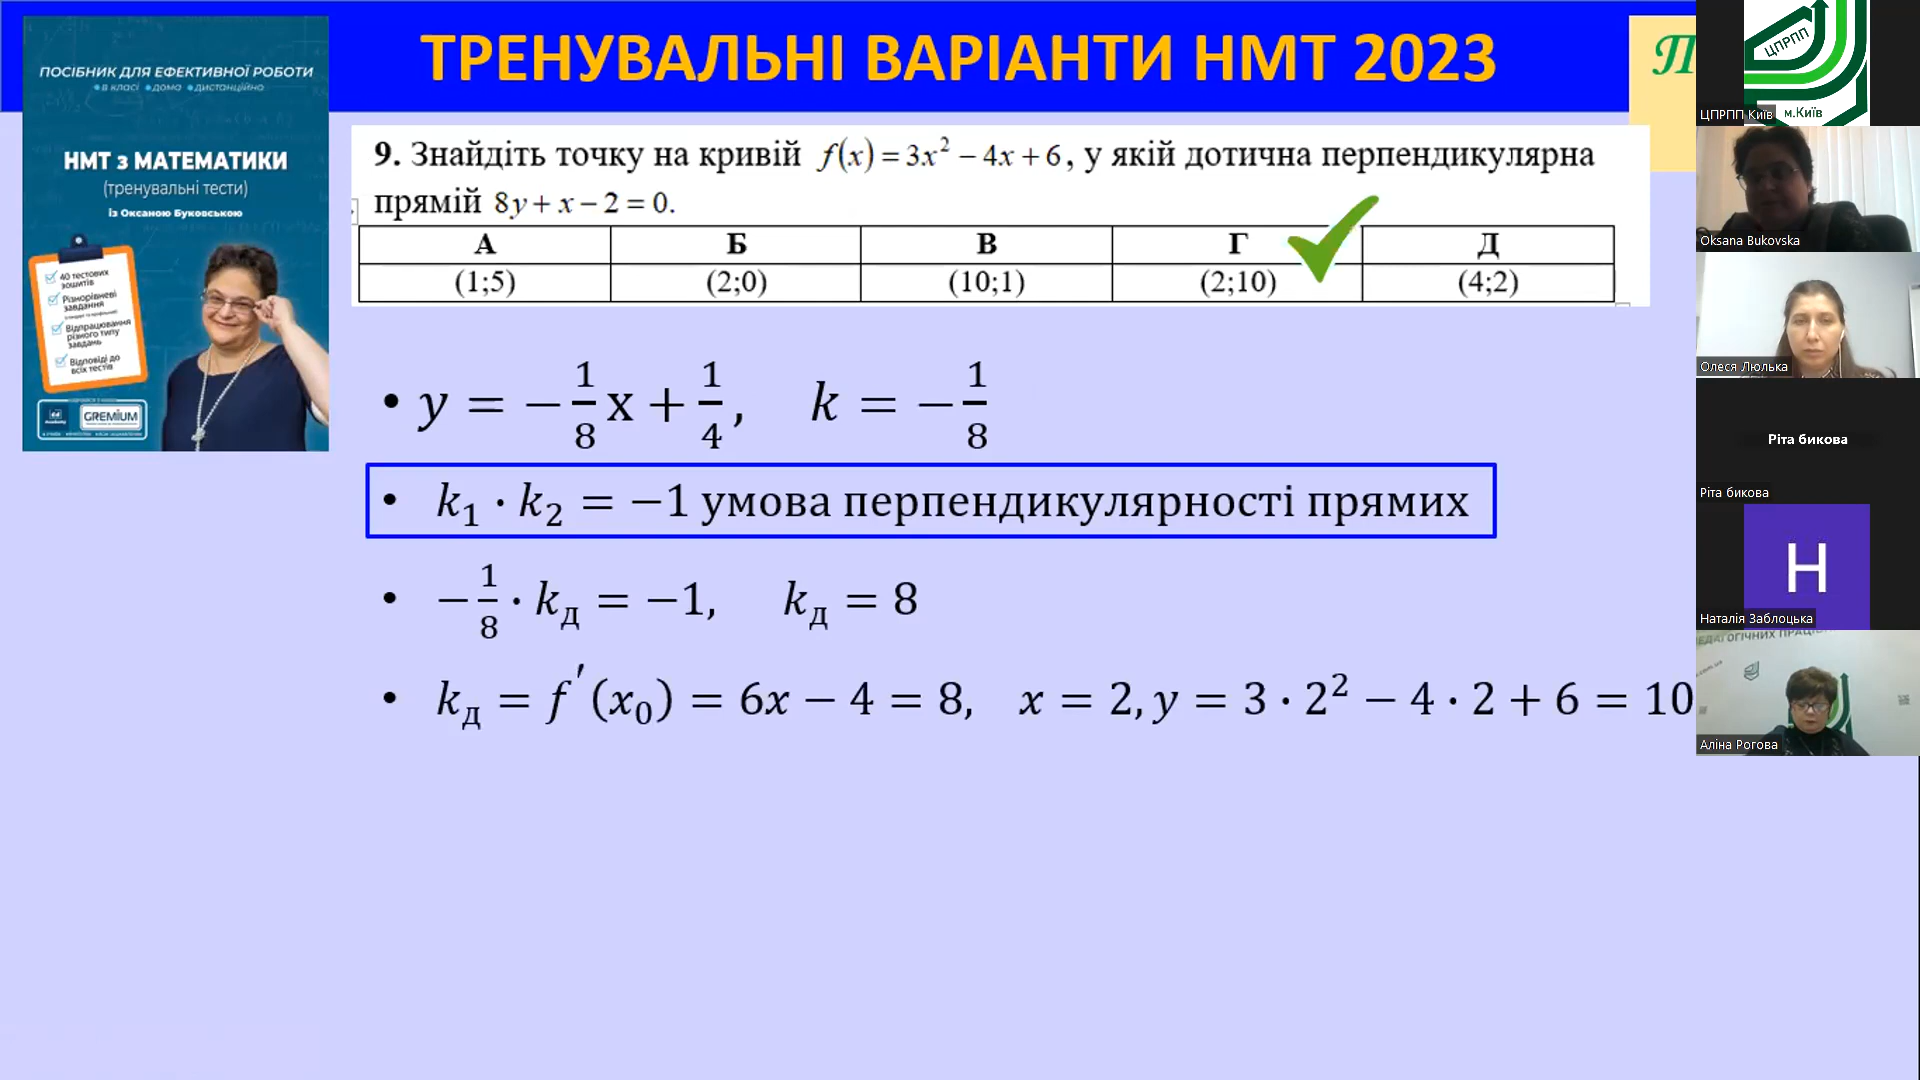 ТРЕНУВАЛЬНІ ВАРІАНТИ НМТ 2023
ПОСІБНИК ДЛЯ ЕФЕКТИВНОЇ РОБОТИ
•в класі •дома •дистанційно
НМТ з МАТЕМАТИКИ
(тренувальні тести)
із Оксаною Буковською
40 тестових
зошитів
Різнорівневі
завдання
Відпрацювання
різного типу
завдань
Відповіді до
всіх тестів
GREMIUM
9. Знайдіть точку на кривій f(x) = 3x² − 4x + 6, у якій дотична перпендикулярна
прямій 8y + x − 2 = 0.
А Б В Г Д
(1;5) (2;0) (10;1) (2;10) (4;2)
• y = −1/8 x + 1/4, k = −1/8
• k₁ · k₂ = −1 умова перпендикулярності прямих
• −1/8 · kд = −1, kд = 8
• kд = f′(x₀) = 6x − 4 = 8, x = 2, y = 3 · 2² − 4 · 2 + 6 = 10
П
ЦПРПП
м.Київ
ЦПРПП Київ
Oksana Bukovska
Олеся Люлька
Ріта бикова
Ріта бикова
Н
Наталія Заблоцька
Аліна Рогова